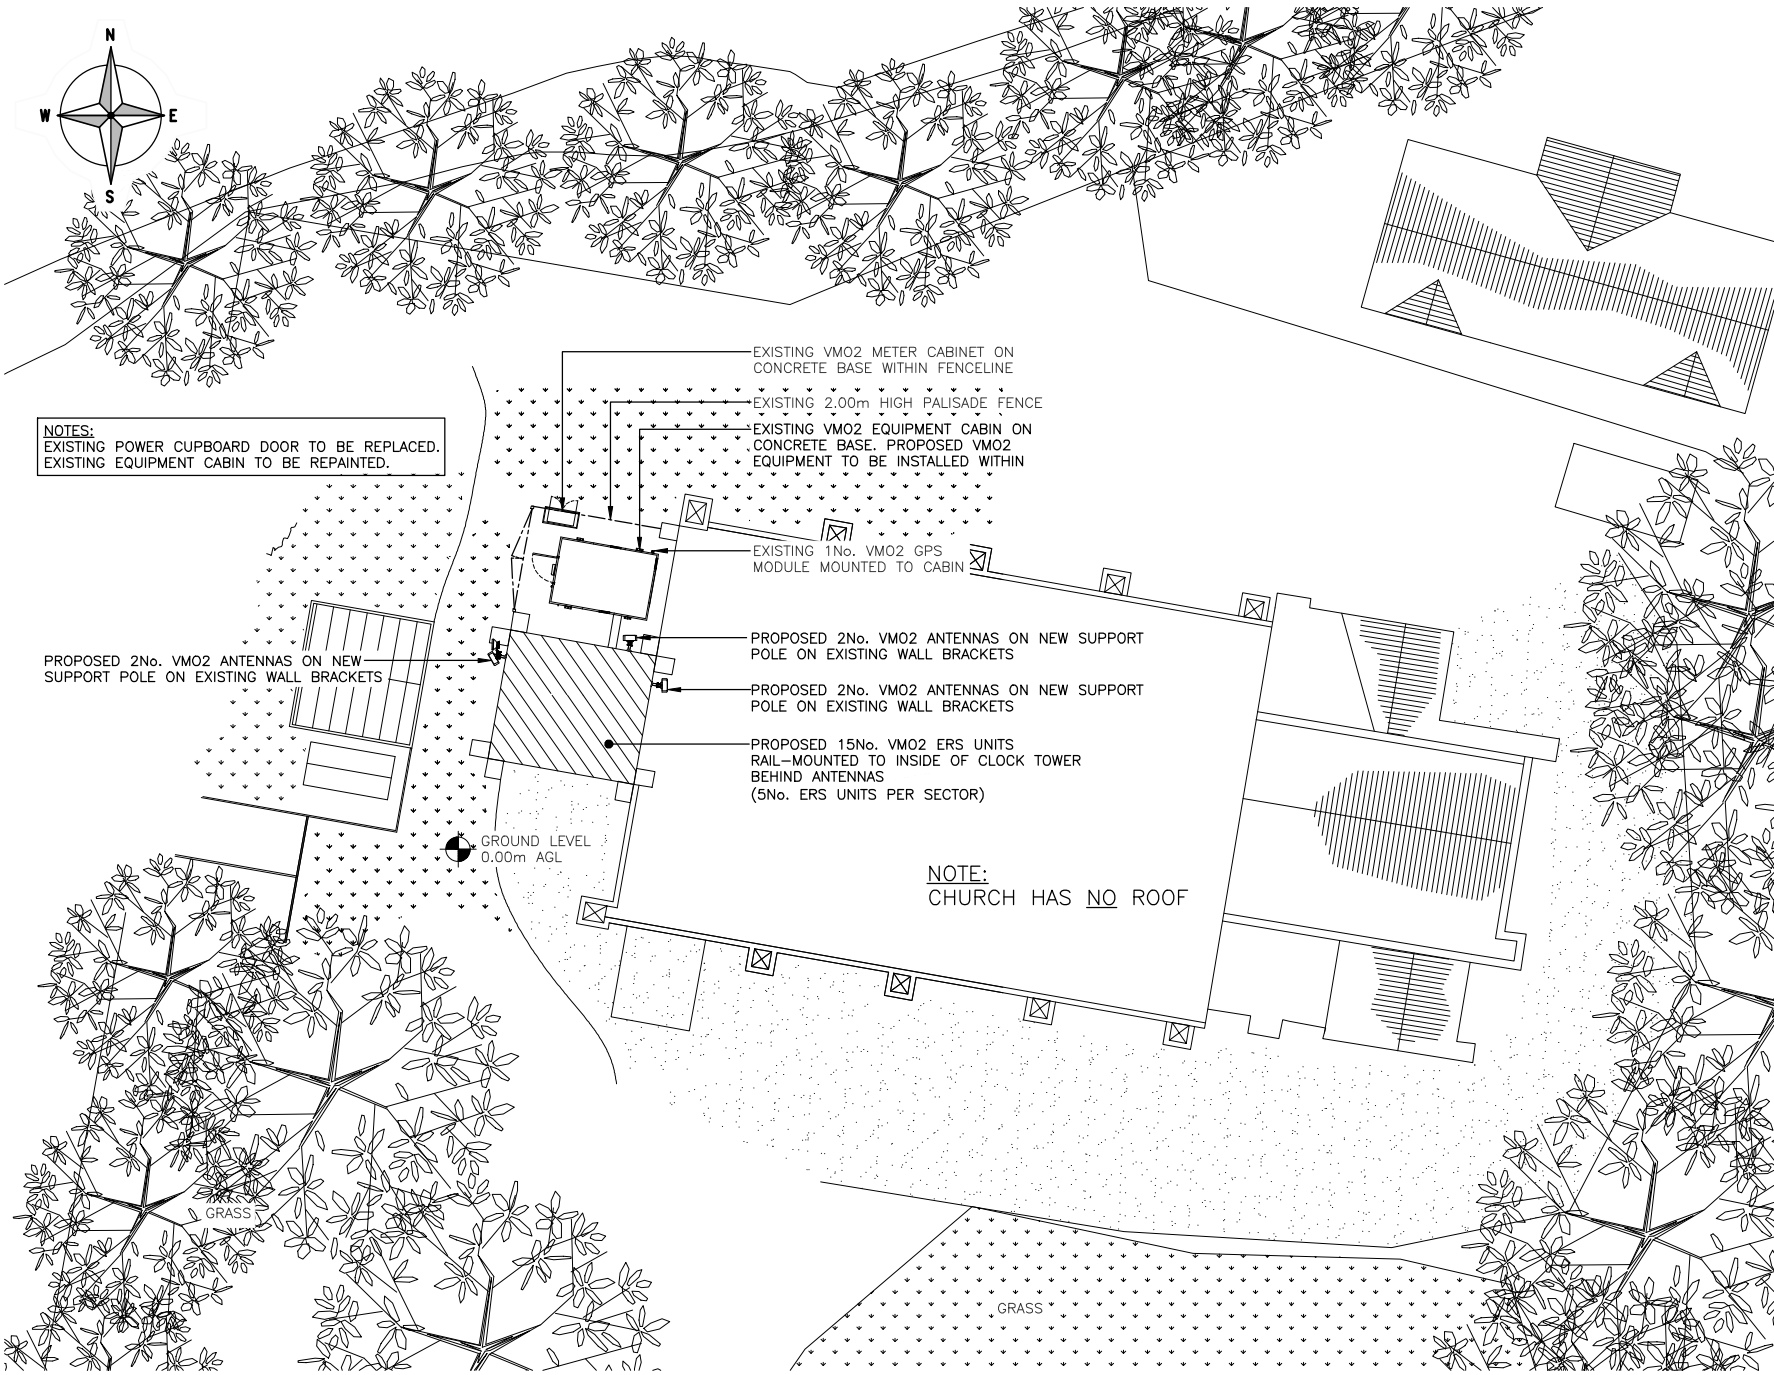 N
W E
S
EXISTING VMO2 METER CABINET ON
CONCRETE BASE WITHIN FENCELINE
EXISTING 2.00m HIGH PALISADE FENCE
EXISTING VMO2 EQUIPMENT CABIN ON
CONCRETE BASE. PROPOSED VMO2
EQUIPMENT TO BE INSTALLED WITHIN
NOTES:
EXISTING POWER CUPBOARD DOOR TO BE REPLACED.
EXISTING EQUIPMENT CABIN TO BE REPAINTED.
EXISTING 1No. VMO2 GPS
MODULE MOUNTED TO CABIN
PROPOSED 2No. VMO2 ANTENNAS ON NEW SUPPORT
POLE ON EXISTING WALL BRACKETS
PROPOSED 2No. VMO2 ANTENNAS ON NEW
SUPPORT POLE ON EXISTING WALL BRACKETS
PROPOSED 2No. VMO2 ANTENNAS ON NEW SUPPORT
POLE ON EXISTING WALL BRACKETS
PROPOSED 15No. VMO2 ERS UNITS
RAIL-MOUNTED TO INSIDE OF CLOCK TOWER
BEHIND ANTENNAS
(5No. ERS UNITS PER SECTOR)
GROUND LEVEL
0.00m AGL
NOTE:
CHURCH HAS NO ROOF
GRASS
GRASS